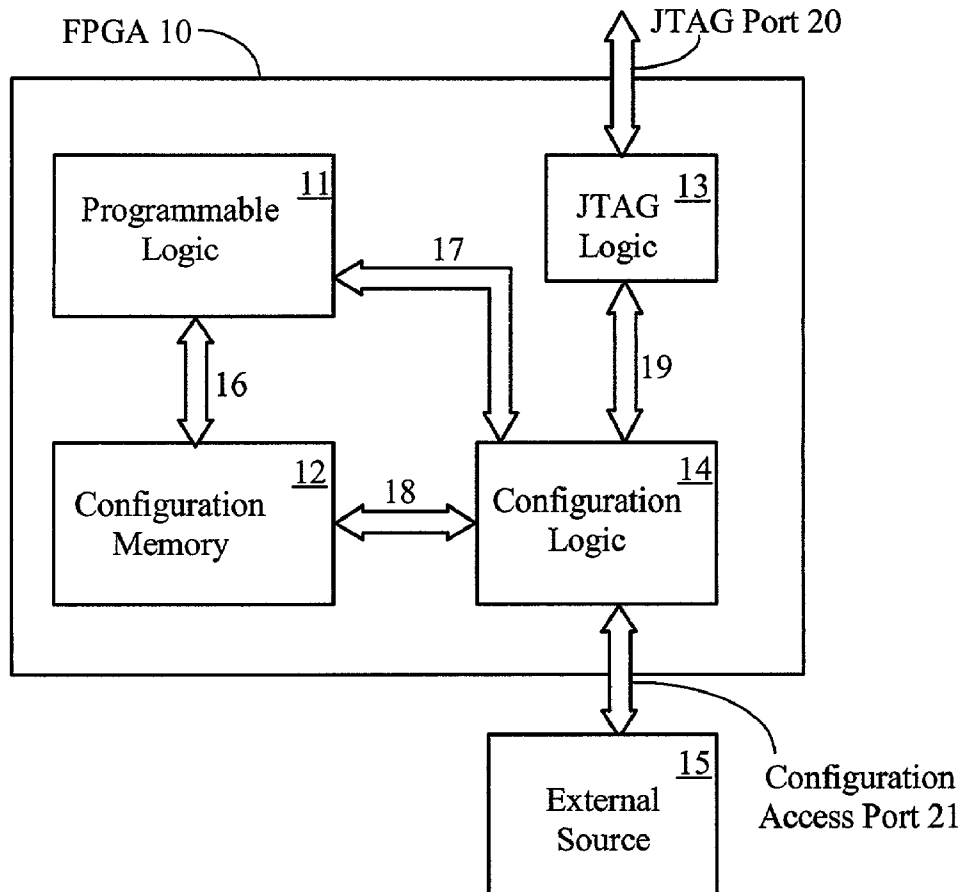 FPGA 10
JTAG Port 20
11
Programmable
Logic
13
JTAG
Logic
17
16
19
12
Configuration
Memory
18
14
Configuration
Logic
15
External
Source
Configuration
Access Port 21